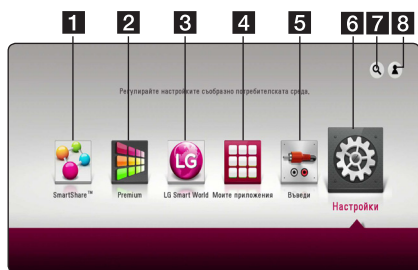 1 2 3 4 5 6 7 8
Регулирайте настройките съобразно потребителската среда.
LG
SmartShare™ Premium LG Smart World Моите приложения Въведи
Настройки